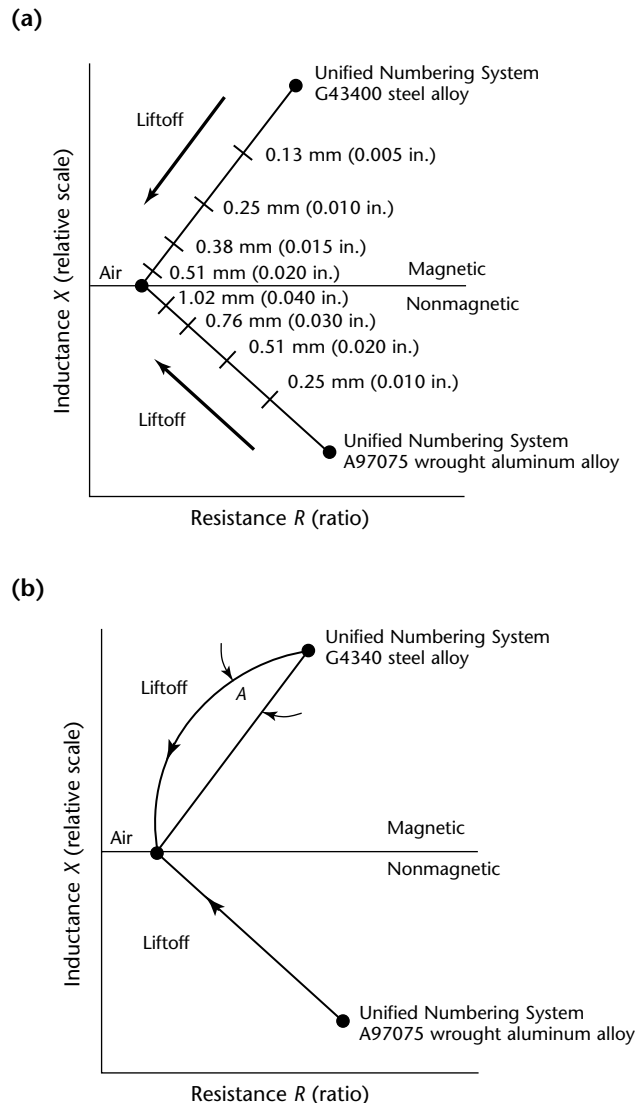 (a)
Unified Numbering System
G43400 steel alloy
Liftoff
0.13 mm (0.005 in.)
0.25 mm (0.010 in.)
0.38 mm (0.015 in.)
Air
0.51 mm (0.020 in.)
Magnetic
1.02 mm (0.040 in.)
Nonmagnetic
0.76 mm (0.030 in.)
0.51 mm (0.020 in.)
0.25 mm (0.010 in.)
Liftoff
Unified Numbering System
A97075 wrought aluminum alloy
Inductance X (relative scale)
Resistance R (ratio)
(b)
Unified Numbering System
G4340 steel alloy
Liftoff
A
Air
Magnetic
Nonmagnetic
Liftoff
Unified Numbering System
A97075 wrought aluminum alloy
Inductance X (relative scale)
Resistance R (ratio)